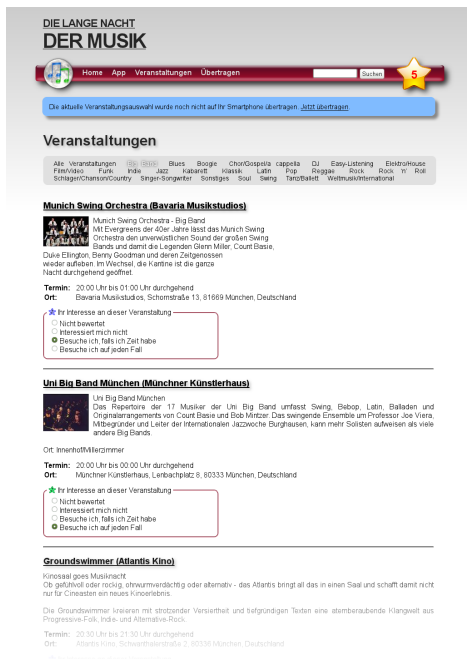 DIE LANGE NACHT
DER MUSIK
Home App Veranstaltungen Übertragen Suchen 5
Die aktuelle Veranstaltungsauswahl wurde noch nicht auf Ihr Smartphone übertragen. Jetzt übertragen.
Veranstaltungen
Alle Veranstaltungen Big Band Blues Boogie Chor/Gospel/a cappella DJ Easy-Listening Elektro/House
Film/Video Funk Indie Jazz Kabarett Klassik Latin Pop Reggae Rock Rock 'n' Roll
Schlager/Chanson/Country Singer-Songwriter Sonstiges Soul Swing Tanz/Ballett Weltmusik/International
Munich Swing Orchestra (Bavaria Musikstudios)
Munich Swing Orchestra - Big Band
Mit Evergreens der 40er Jahre lässt das Munich Swing
Orchestra den unverwüstlichen Sound der großen Swing
Bands und damit die Legenden Glenn Miller, Count Basie,
Duke Ellington, Benny Goodman und deren Zeitgenossen
wieder aufleben. Im Wechsel, die Kantine ist die ganze
Nacht durchgehend geöffnet.
Termin: 20:00 Uhr bis 01:00 Uhr durchgehend
Ort: Bavaria Musikstudios, Schornstraße 13, 81669 München, Deutschland
Ihr Interesse an dieser Veranstaltung
Nicht bewertet
Interessiert mich nicht
Besuche ich, falls ich Zeit habe
Besuche ich auf jeden Fall
Uni Big Band München (Münchner Künstlerhaus)
Uni Big Band München
Das Repertoire der 17 Musiker der Uni Big Band umfasst Swing, Bebop, Latin, Balladen und
Originalarrangements von Count Basie und Bob Mintzer. Das swingende Ensemble um Professor Joe Viera,
Mitbegründer und Leiter der Internationalen Jazzwoche Burghausen, kann mehr Solisten aufweisen als viele
andere Big Bands.
Ort: Innenhof/Millerzimmer
Termin: 20:00 Uhr bis 00:00 Uhr durchgehend
Ort: Münchner Künstlerhaus, Lenbachplatz 8, 80333 München, Deutschland
Ihr Interesse an dieser Veranstaltung
Nicht bewertet
Interessiert mich nicht
Besuche ich, falls ich Zeit habe
Besuche ich auf jeden Fall
Groundswimmer (Atlantis Kino)
Kinosaal goes Musiknacht
Ob gefühlvoll oder rockig, ohrwurmverdächtig oder alternativ - das Atlantis bringt all das in einen Saal und schafft damit nicht
nur für Cineasten ein neues Kinoerlebnis.
Die Groundswimmer kreieren mit strotzender Versiertheit und tiefgründigen Texten eine atemberaubende Klangwelt aus
Progressive-Folk, Indie- und Alternative-Rock.
Termin: 20:30 Uhr bis 21:30 Uhr durchgehend
Ort: Atlantis Kino, Schwanthalerstraße 2, 80336 München, Deutschland